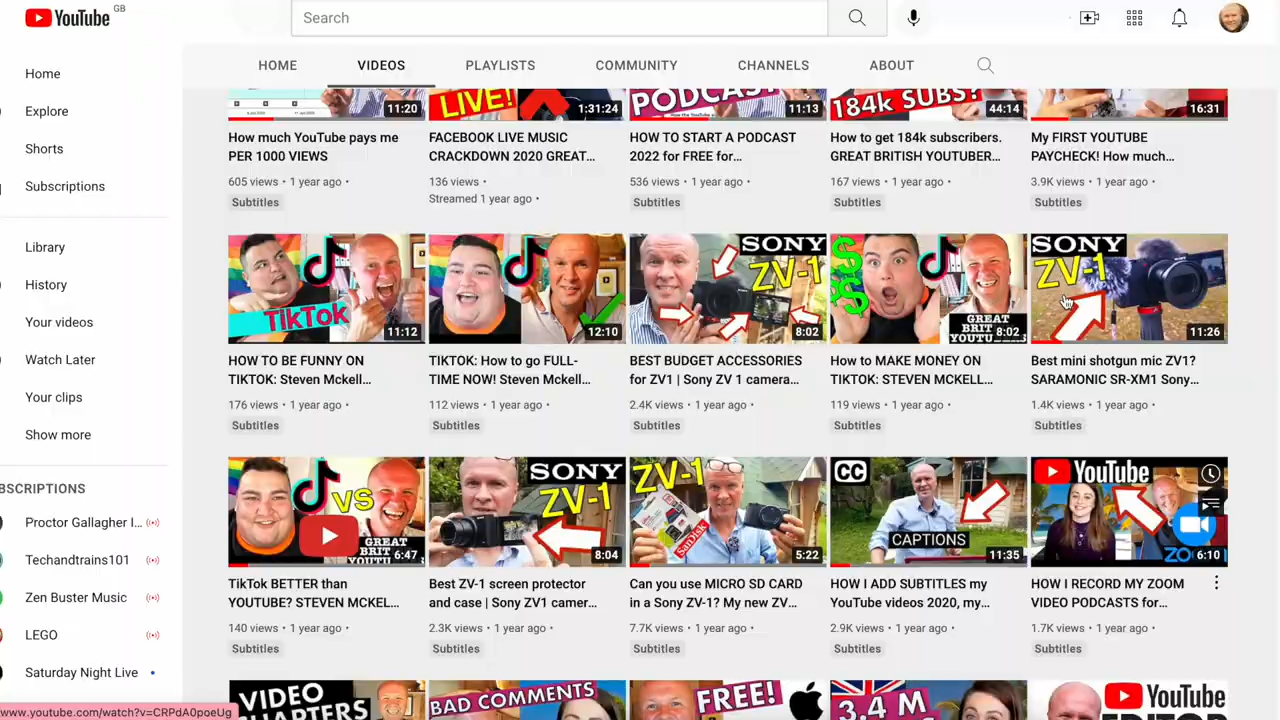 YouTube GB
Search
HOME VIDEOS PLAYLISTS COMMUNITY CHANNELS ABOUT
Home
Explore
Shorts
Subscriptions
Library
History
Your videos
Watch Later
Your clips
Show more
BSCRIPTIONS
Proctor Gallagher I...
Techandtrains101
Zen Buster Music
LEGO
Saturday Night Live
www.youtube.com/watch?v=CRPdA0poeUg
11:20
LIVE!
1:31:24
PODCAST
11:13
184k SUBS?
44:14
16:31
How much YouTube pays me
PER 1000 VIEWS
605 views • 1 year ago •
Subtitles
FACEBOOK LIVE MUSIC
CRACKDOWN 2020 GREAT...
136 views •
Streamed 1 year ago •
HOW TO START A PODCAST
2022 for FREE for...
536 views • 1 year ago •
Subtitles
How to get 184k subscribers.
GREAT BRITISH YOUTUBER...
167 views • 1 year ago •
Subtitles
My FIRST YOUTUBE
PAYCHECK! How much...
3.9K views • 1 year ago •
Subtitles
TikTok
11:12
HOW TO BE FUNNY ON
TIKTOK: Steven Mckell...
176 views • 1 year ago •
Subtitles
12:10
TIKTOK: How to go FULL-
TIME NOW! Steven Mckell...
112 views • 1 year ago •
Subtitles
SONY
ZV-1
8:02
BEST BUDGET ACCESSORIES
for ZV1 | Sony ZV 1 camera...
2.4K views • 1 year ago •
Subtitles
$
$
GREAT
BRIT
YOUTU
8:02
How to MAKE MONEY ON
TIKTOK: STEVEN MCKELL...
119 views • 1 year ago •
Subtitles
SONY
ZV-1
11:26
Best mini shotgun mic ZV1?
SARAMONIC SR-XM1 Sony...
1.4K views • 1 year ago •
Subtitles
VS
GREAT
BRIT
YOUTU
6:47
TikTok BETTER than
YOUTUBE? STEVEN MCKEL...
140 views • 1 year ago •
Subtitles
SONY
ZV-1
8:04
Best ZV-1 screen protector
and case | Sony ZV1 camer...
2.3K views • 1 year ago •
Subtitles
ZV-1
SanDisk
5:22
Can you use MICRO SD CARD
in a Sony ZV-1? My new ZV...
7.7K views • 1 year ago •
Subtitles
CC
CAPTIONS
11:35
HOW I ADD SUBTITLES my
YouTube videos 2020, my...
2.9K views • 1 year ago •
Subtitles
YouTube
ZO
6:10
HOW I RECORD MY ZOOM
VIDEO PODCASTS for...
1.7K views • 1 year ago •
Subtitles
VIDEO
BAD COMMENTS
FREE!
3.4 M
YouTube